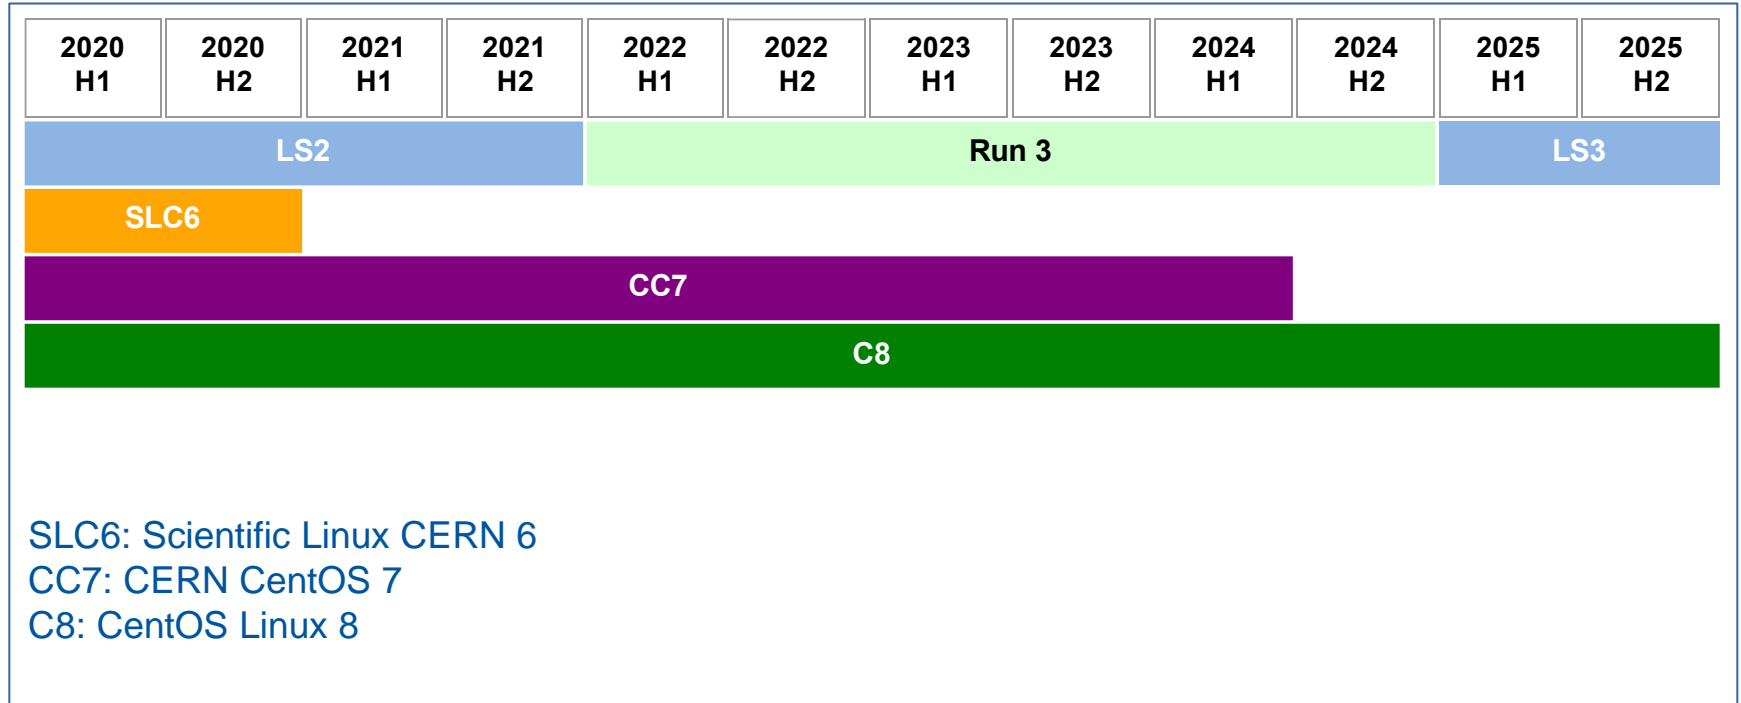 2020 2020 2021 2021 2022 2022 2023 2023 2024 2024 2025 2025
H1 H2 H1 H2 H1 H2 H1 H2 H1 H2 H1 H2
LS2 Run 3 LS3
SLC6
CC7
C8
SLC6: Scientific Linux CERN 6
CC7: CERN CentOS 7
C8: CentOS Linux 8